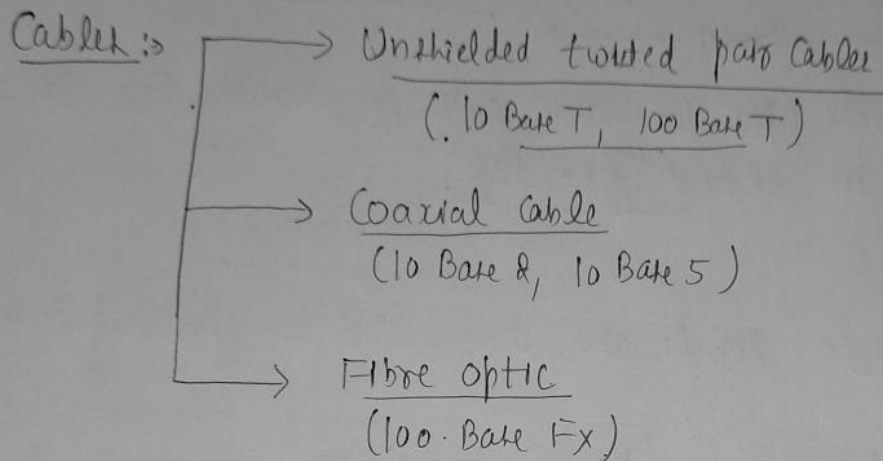 Cables :→ Unshielded twisted pair Cables
(10 Base T, 100 Base T)
Coaxial Cable
(10 Base 2, 10 Base 5)
Fibre optic
(100. Base Fx)